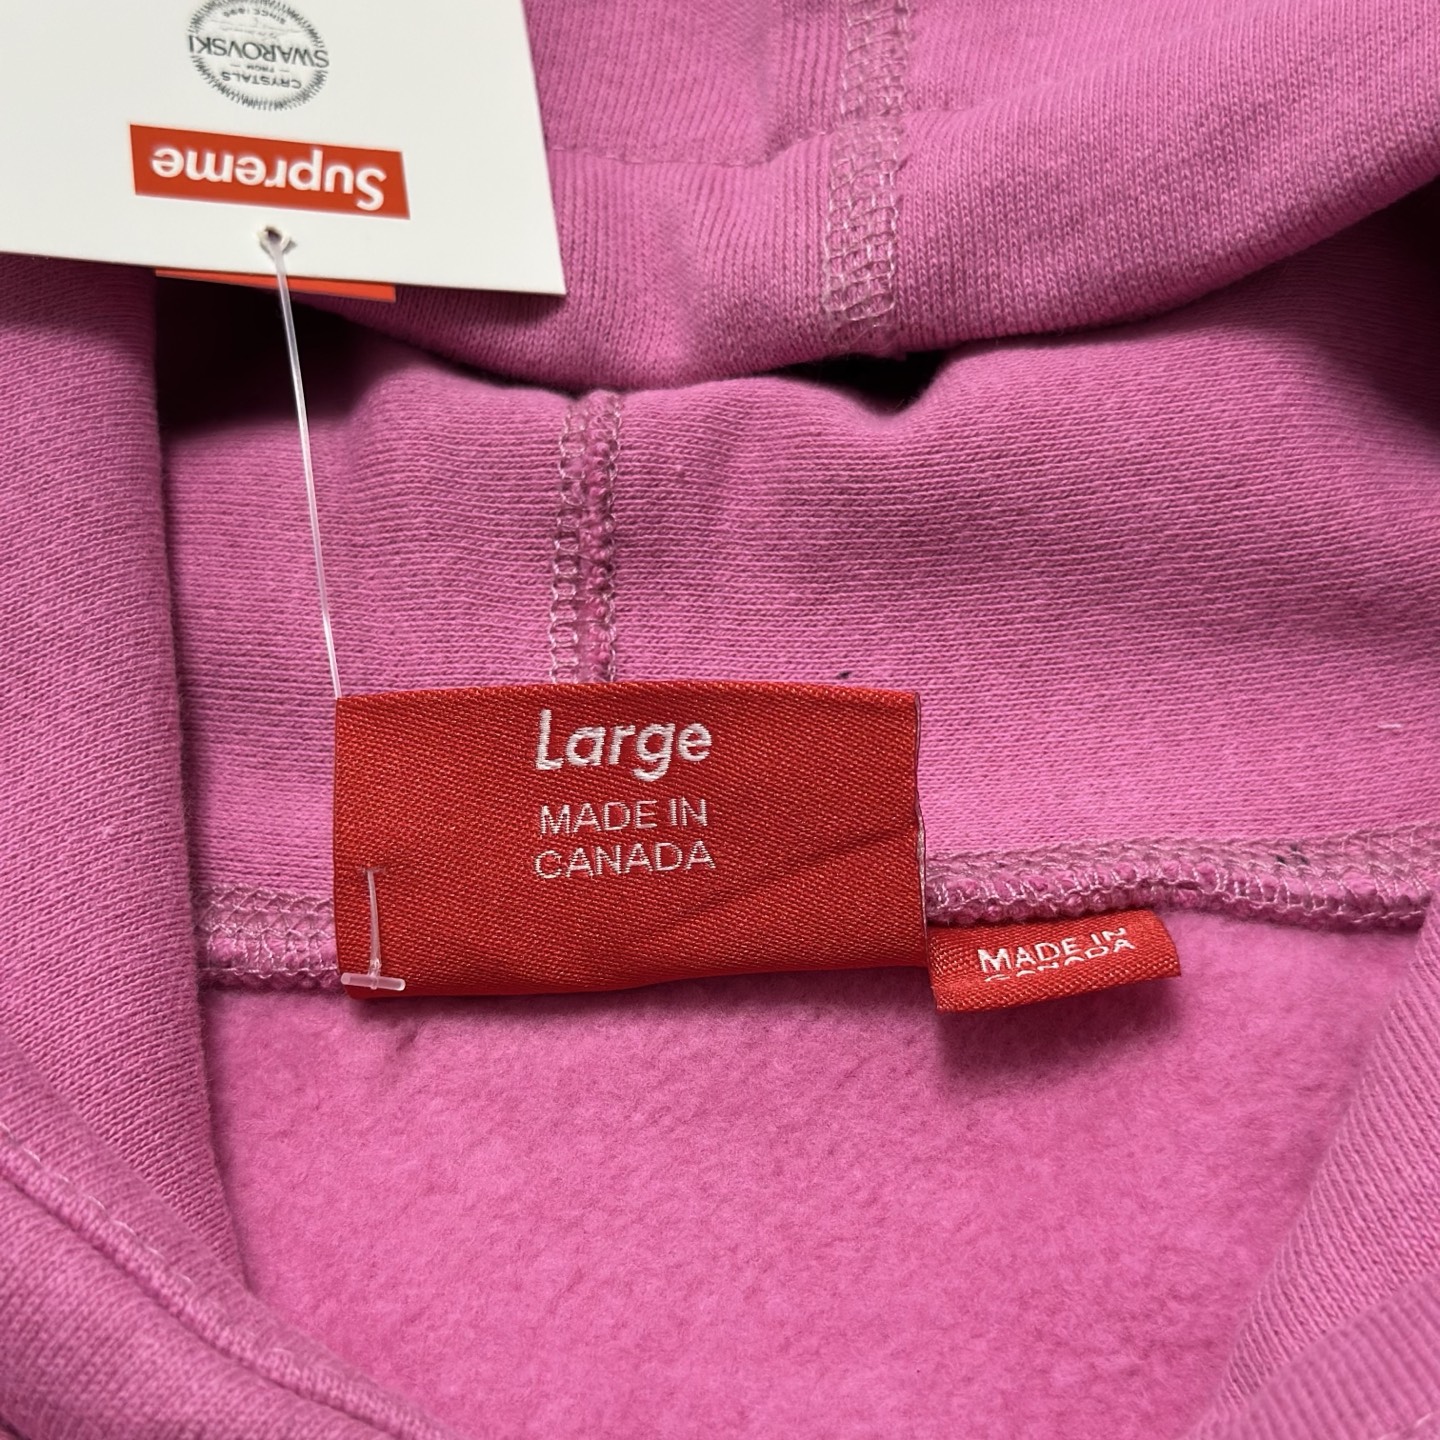 CRYSTALS
FROM
SWAROVSKI
SINCE 1895
Supreme
Large
MADE IN
CANADA
MADE IN
CANADA